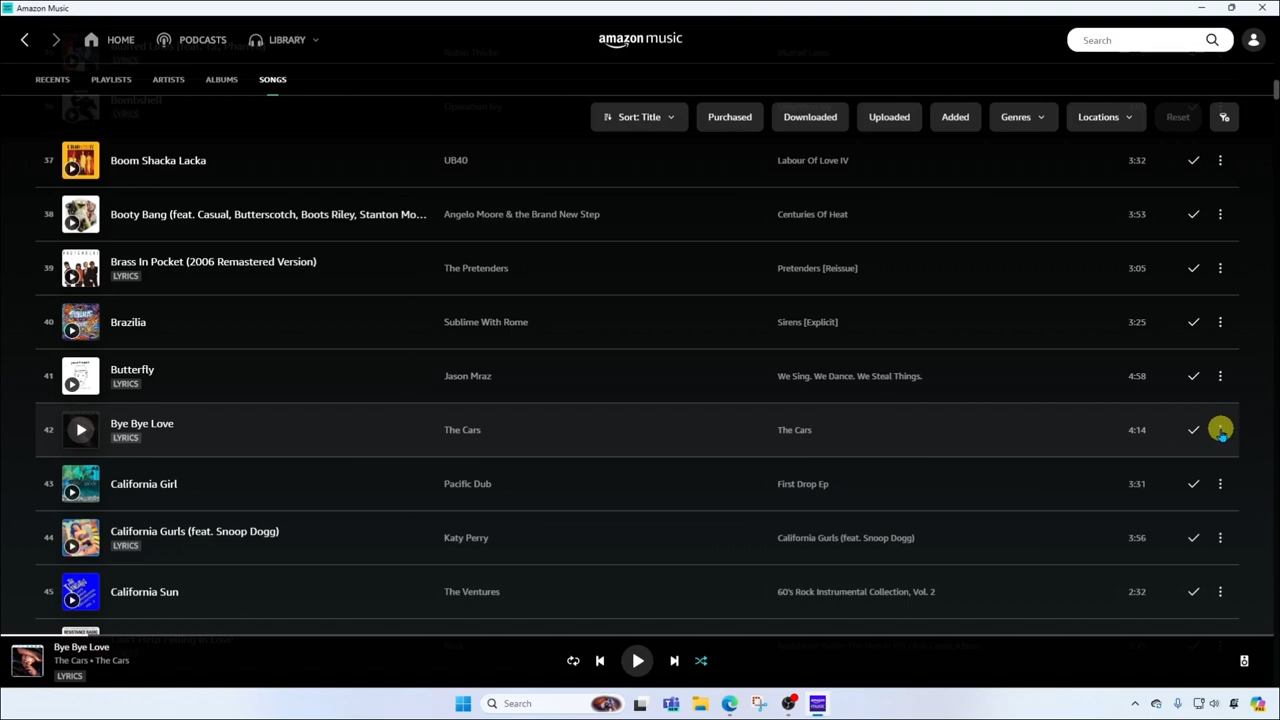 Amazon Music
HOME PODCASTS LIBRARY
amazon music
Search
RECENTS PLAYLISTS ARTISTS ALBUMS SONGS
Bombshell
LYRICS
Sort: Title Purchased Downloaded Uploaded Added Genres Locations Reset
37 Boom Shacka Lacka UB40 Labour Of Love IV 3:32
38 Booty Bang (feat. Casual, Butterscotch, Boots Riley, Stanton Mo... Angelo Moore & the Brand New Step Centuries Of Heat 3:53
39 Brass In Pocket (2006 Remastered Version) The Pretenders Pretenders [Reissue] 3:05
LYRICS
40 Brazilia Sublime With Rome Sirens [Explicit] 3:25
41 Butterfly Jason Mraz We Sing. We Dance. We Steal Things. 4:58
LYRICS
42 Bye Bye Love The Cars The Cars 4:14
LYRICS
43 California Girl Pacific Dub First Drop Ep 3:31
44 California Gurls (feat. Snoop Dogg) Katy Perry California Gurls (feat. Snoop Dogg) 3:56
LYRICS
45 California Sun The Ventures 60's Rock Instrumental Collection, Vol. 2 2:32
Bye Bye Love
The Cars • The Cars
LYRICS
Search